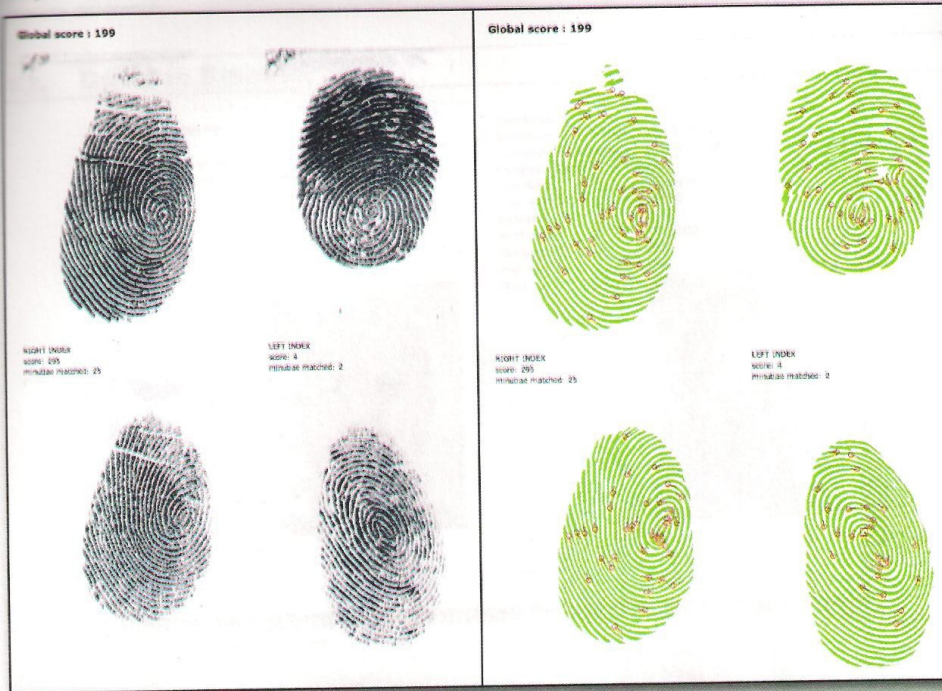 Global score : 199
RIGHT INDEX
score: 295
minutiae matched: 25
LEFT INDEX
score: 4
minutiae matched: 2
Global score : 199
RIGHT INDEX
score: 295
minutiae matched: 25
LEFT INDEX
score: 4
minutiae matched: 2